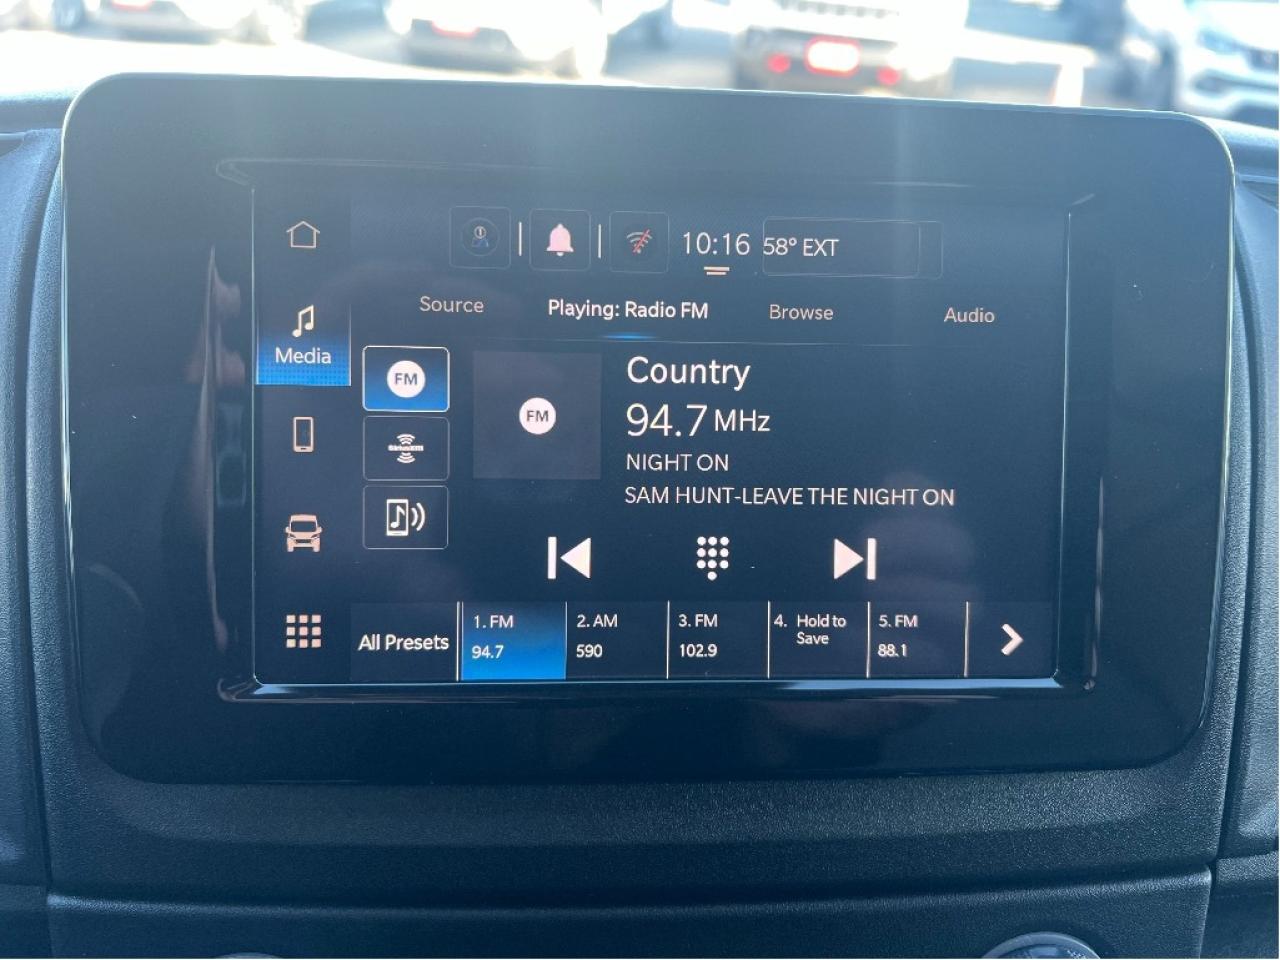 10:16 58° EXT
Source Playing: Radio FM Browse Audio
Media
FM
FM
SiriusXM
Country
94.7 MHz
NIGHT ON
SAM HUNT-LEAVE THE NIGHT ON
All Presets
1. FM
94.7
2. AM
590
3. FM
102.9
4. Hold to
Save
5. FM
88.1